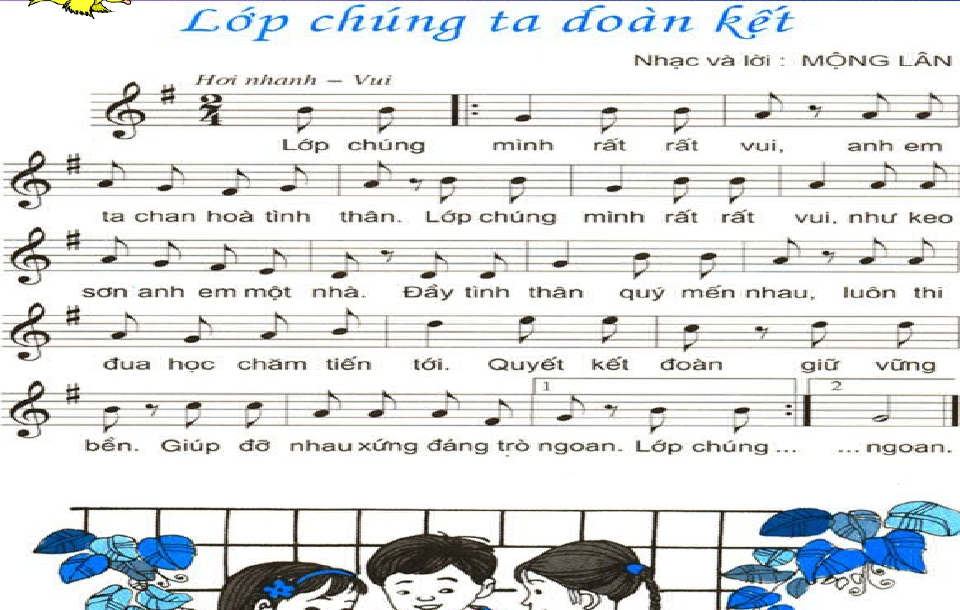 Lớp chúng ta đoàn kết
Nhạc và lời : MỘNG LÂN
Hơi nhanh – Vui
2
4
Lớp chúng mình rất rất vui, anh em
ta chan hoà tình thân. Lớp chúng mình rất rất vui, như keo
sơn anh em một nhà. Đầy tình thân quý mến nhau, luôn thi
đua học chăm tiến tới. Quyết kết đoàn giữ vững
1 2
bền. Giúp đỡ nhau xứng đáng trò ngoan. Lớp chúng ... ... ngoan.